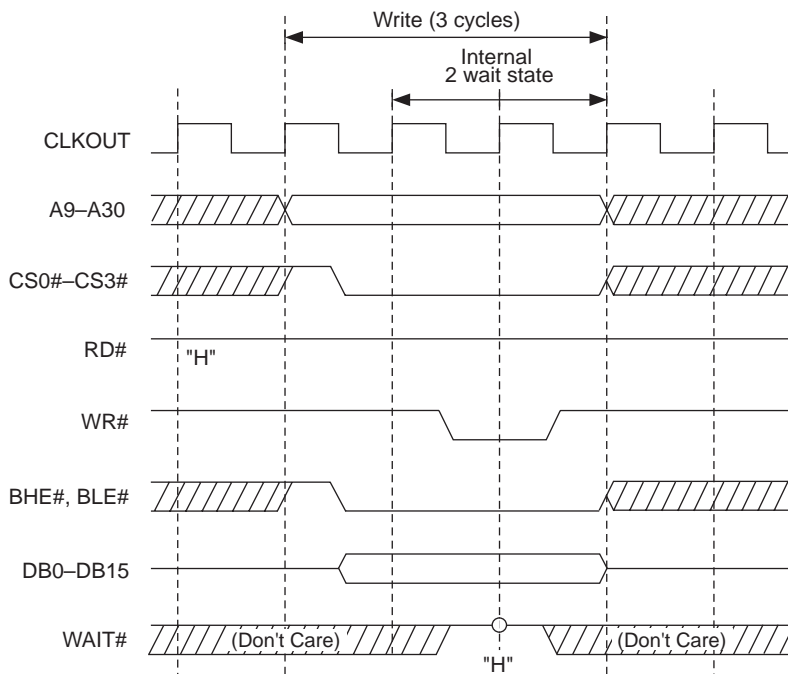 Write (3 cycles)
Internal
2 wait state
CLKOUT
A9–A30
CS0#–CS3#
RD#
"H"
WR#
BHE#, BLE#
DB0–DB15
WAIT#
(Don't Care)
(Don't Care)
"H"